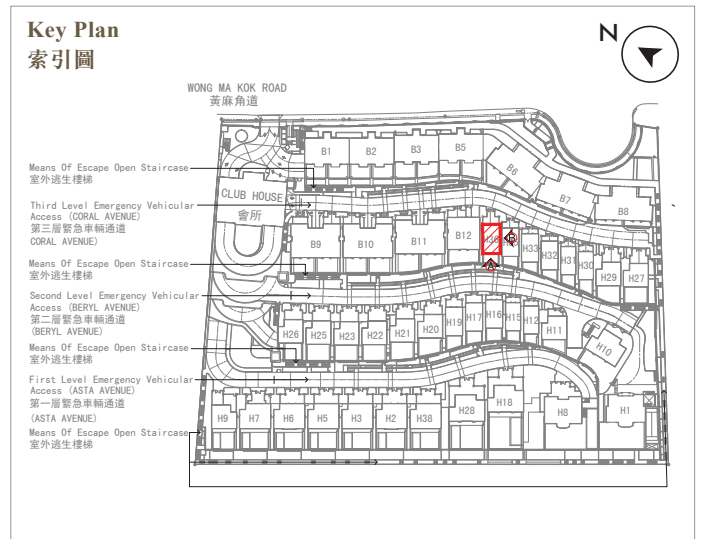 Key Plan
索引圖
N
WONG MA KOK ROAD
黃麻角道
B1
B2
B3
B5
B6
B7
B8
Means Of Escape Open Staircase
室外逃生樓梯
CLUB HOUSE
會所
Third Level Emergency Vehicular
Access (CORAL AVENUE)
第三層緊急車輛通道
CORAL AVENUE)
B9
B10
B11
B12
B
A
H33
H32
H31
H30
H29
H27
Means Of Escape Open Staircase
室外逃生樓梯
Second Level Emergency Vehicular
Access (BERYL AVENUE)
第二層緊急車輛通道
(BERYL AVENUE)
H26
H25
H23
H22
H21
H20
H19
H17
H16
H15
H12
H11
H10
Means Of Escape Open Staircase
室外逃生樓梯
First Level Emergency Vehicular
Access (ASTA AVENUE)
第一層緊急車輛通道
(ASTA AVENUE)
H9
H7
H6
H5
H3
H2
H38
H28
H18
H8
H1
Means Of Escape Open Staircase
室外逃生樓梯